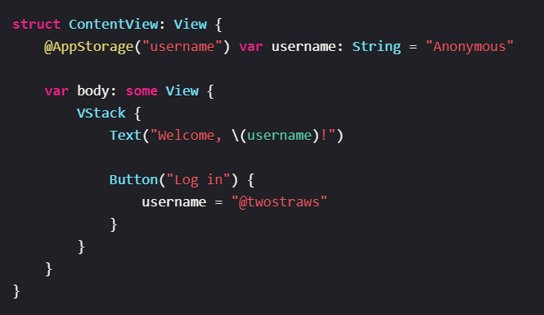 struct ContentView: View {
    @AppStorage("username") var username: String = "Anonymous"

    var body: some View {
        VStack {
            Text("Welcome, \(username)!")

            Button("Log in") {
                username = "@twostraws"
            }
        }
    }
}